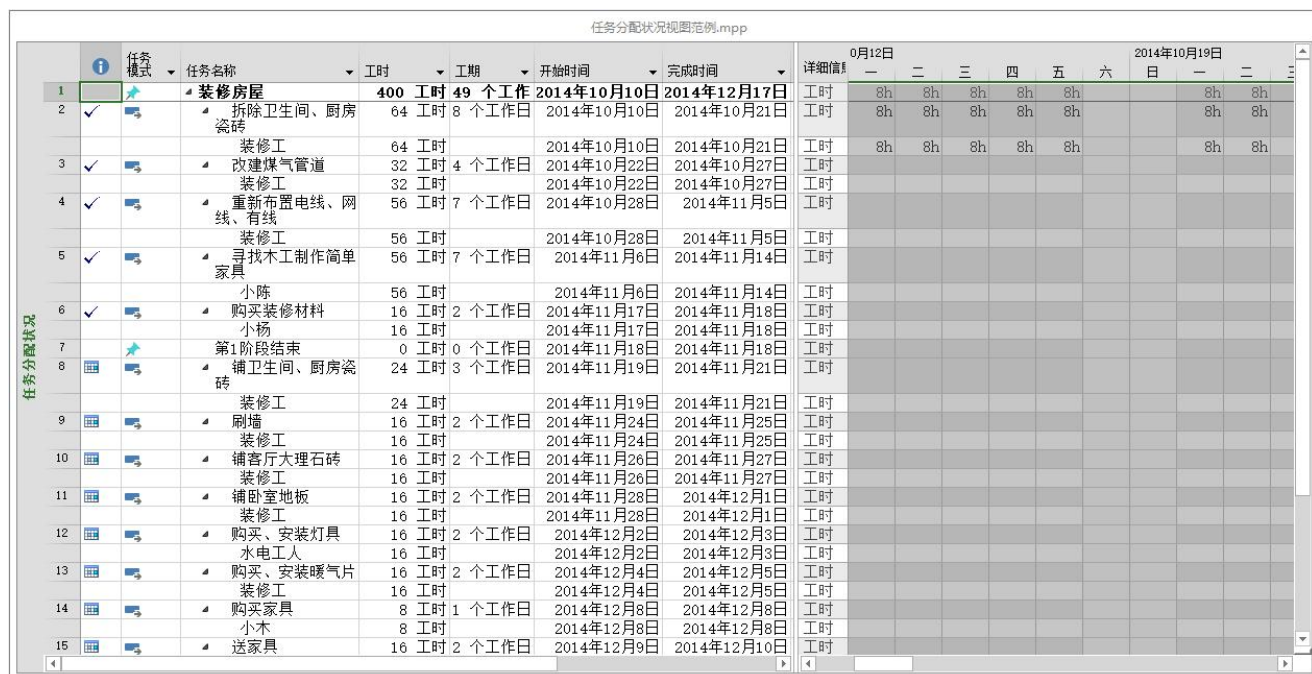 任务分配状况视图范例.mpp
任务模式 任务名称 工时 工期 开始时间 完成时间 详细信息 0月12日 2014年10月19日
一 二 三 四 五 六 日 一 二 三
1 装修房屋 400 工时 49 个工作 2014年10月10日 2014年12月17日 工时 8h 8h 8h 8h 8h 8h 8h
2 拆除卫生间、厨房 64 工时 8 个工作日 2014年10月10日 2014年10月21日 工时 8h 8h 8h 8h 8h 8h 8h
瓷砖
装修工 64 工时 2014年10月10日 2014年10月21日 工时 8h 8h 8h 8h 8h 8h 8h
3 改建煤气管道 32 工时 4 个工作日 2014年10月22日 2014年10月27日 工时
装修工 32 工时 2014年10月22日 2014年10月27日 工时
4 重新布置电线、网 56 工时 7 个工作日 2014年10月28日 2014年11月5日 工时
线、有线
装修工 56 工时 2014年10月28日 2014年11月5日 工时
5 寻找木工制作简单 56 工时 7 个工作日 2014年11月6日 2014年11月14日 工时
家具
小陈 56 工时 2014年11月6日 2014年11月14日 工时
6 购买装修材料 16 工时 2 个工作日 2014年11月17日 2014年11月18日 工时
小杨 16 工时 2014年11月17日 2014年11月18日 工时
7 第1阶段结束 0 工时 0 个工作日 2014年11月18日 2014年11月18日 工时
8 铺卫生间、厨房瓷 24 工时 3 个工作日 2014年11月19日 2014年11月21日 工时
砖
装修工 24 工时 2014年11月19日 2014年11月21日 工时
9 刷墙 16 工时 2 个工作日 2014年11月24日 2014年11月25日 工时
装修工 16 工时 2014年11月24日 2014年11月25日 工时
10 铺客厅大理石砖 16 工时 2 个工作日 2014年11月26日 2014年11月27日 工时
装修工 16 工时 2014年11月26日 2014年11月27日 工时
11 铺卧室地板 16 工时 2 个工作日 2014年11月28日 2014年12月1日 工时
装修工 16 工时 2014年11月28日 2014年12月1日 工时
12 购买、安装灯具 16 工时 2 个工作日 2014年12月2日 2014年12月3日 工时
水电工人 16 工时 2014年12月2日 2014年12月3日 工时
13 购买、安装暖气片 16 工时 2 个工作日 2014年12月4日 2014年12月5日 工时
装修工 16 工时 2014年12月4日 2014年12月5日 工时
14 购买家具 8 工时 1 个工作日 2014年12月8日 2014年12月8日 工时
小木 8 工时 2014年12月8日 2014年12月8日 工时
15 送家具 16 工时 2 个工作日 2014年12月9日 2014年12月10日 工时
任务分配状况